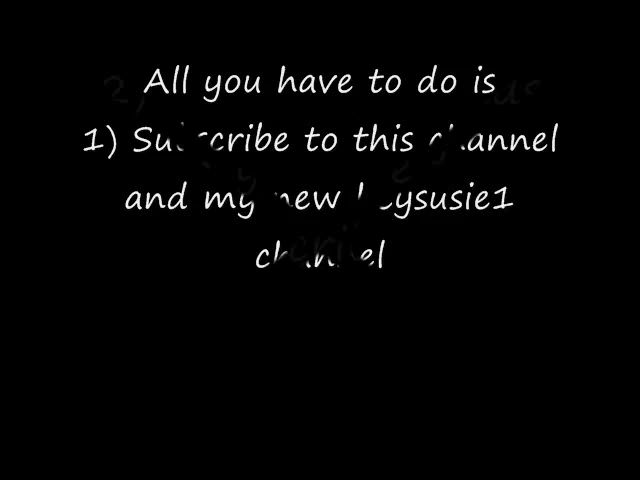 All you have to do is
1) Subscribe to this channel
and my new
channel